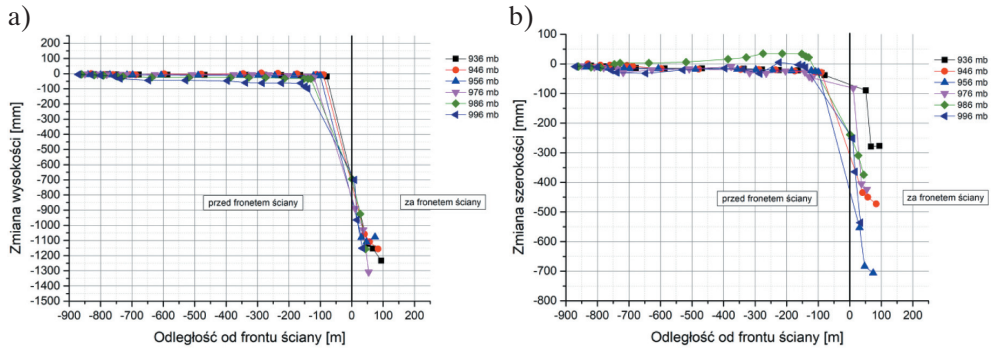 a)
Zmiana wysokości [mm]
200
100
0
-100
-200
-300
-400
-500
-600
-700
-800
-900
-1000
-1100
-1200
-1300
-1400
-1500
936 mb
946 mb
956 mb
976 mb
986 mb
996 mb
przed fronetem ściany
za fronetem ściany
-900 -800 -700 -600 -500 -400 -300 -200 -100 0 100 200
Odległość od frontu ściany [m]
b)
Zmiana szerokości [mm]
100
0
-100
-200
-300
-400
-500
-600
-700
-800
936 mb
946 mb
956 mb
976 mb
986 mb
996 mb
przed fronetem ściany
za fronetem ściany
-900 -800 -700 -600 -500 -400 -300 -200 -100 0 100 200
Odległość od frontu ściany [m]